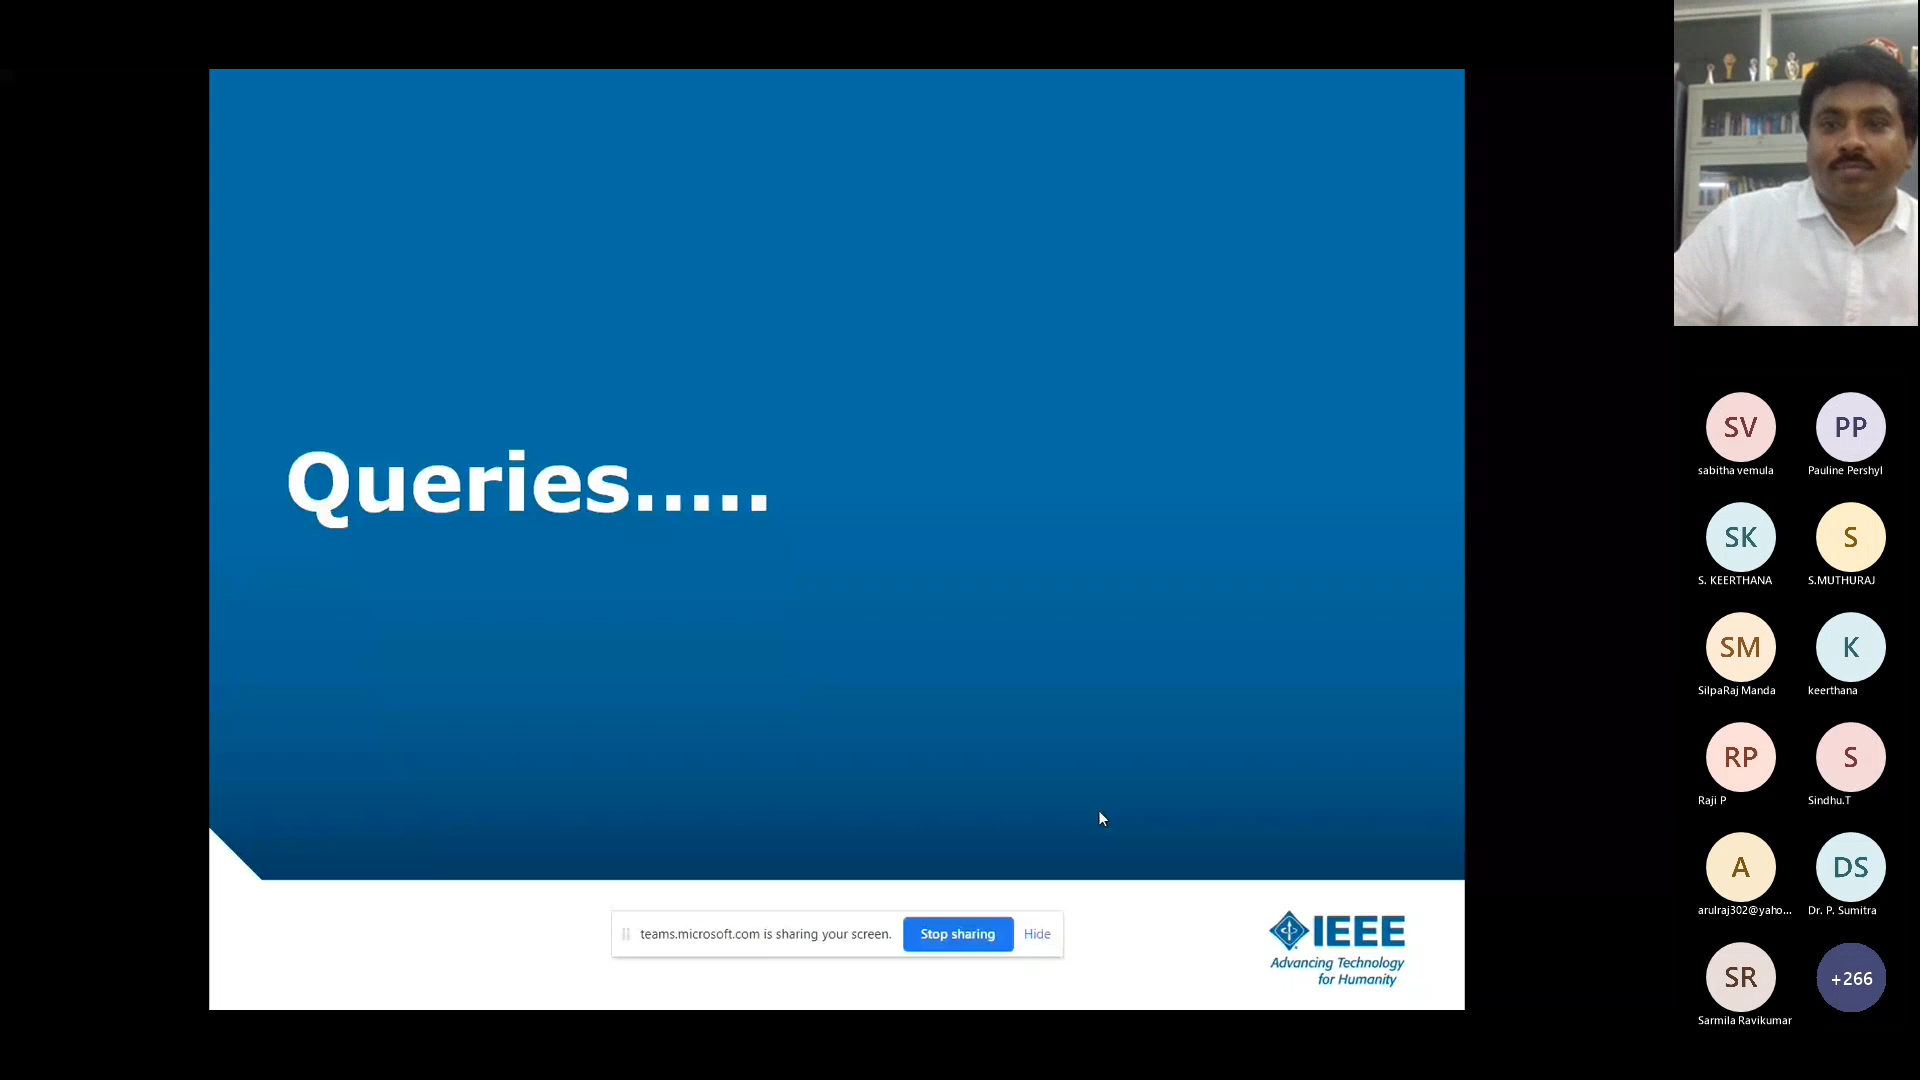 Queries.....
teams.microsoft.com is sharing your screen.
Stop sharing
Hide
IEEE
Advancing Technology
for Humanity
SV
PP
sabitha vemula
Pauline Pershyl
SK
S
S. KEERTHANA
S.MUTHURAJ
SM
K
SilpaRaj Manda
keerthana
RP
S
Raji P
Sindhu.T
A
DS
arulraj302@yaho...
Dr. P. Sumitra
SR
+266
Sarmila Ravikumar